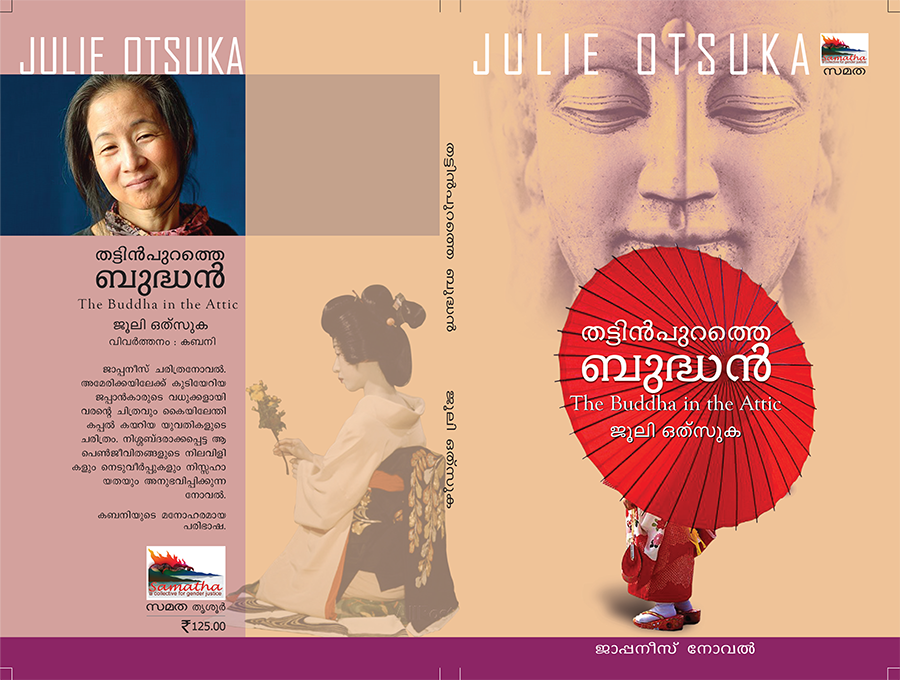 JULIE OTSUKA
തട്ടിൻപുറത്തെ
ബുദ്ധൻ
The Buddha in the Attic
ജൂലി ഒത്‌സുക
വിവർത്തനം : കബനി
ജാപ്പനീസ് ചരിത്രനോവൽ.
അമേരിക്കയിലേക്ക് കുടിയേറിയ
ജപ്പാൻകാരുടെ വധുക്കളായി
വരന്റെ ചിത്രവും കൈയിലേന്തി
കപ്പൽ കയറിയ യുവതികളുടെ
ചരിത്രം. നിശ്ശബ്ദരാക്കപ്പെട്ട ആ
പെൺജീവിതങ്ങളുടെ നിലവിളി
കളും നെടുവീർപ്പുകളും നിസ്സഹാ
യതയും അനുഭവിപ്പിക്കുന്ന
നോവൽ.
കബനിയുടെ മനോഹരമായ
പരിഭാഷ.
Samatha
a collective for gender justice
സമത തൃശൂർ
₹125.00
തട്ടിൻപുറത്തെ ബുദ്ധൻ
ജൂലി ഒത്‌സുക
JULIE OTSUKA
Samatha
a collective for gender justice
സമത
തട്ടിൻപുറത്തെ
ബുദ്ധൻ
The Buddha in the Attic
ജൂലി ഒത്‌സുക
ജാപ്പനീസ് നോവൽ